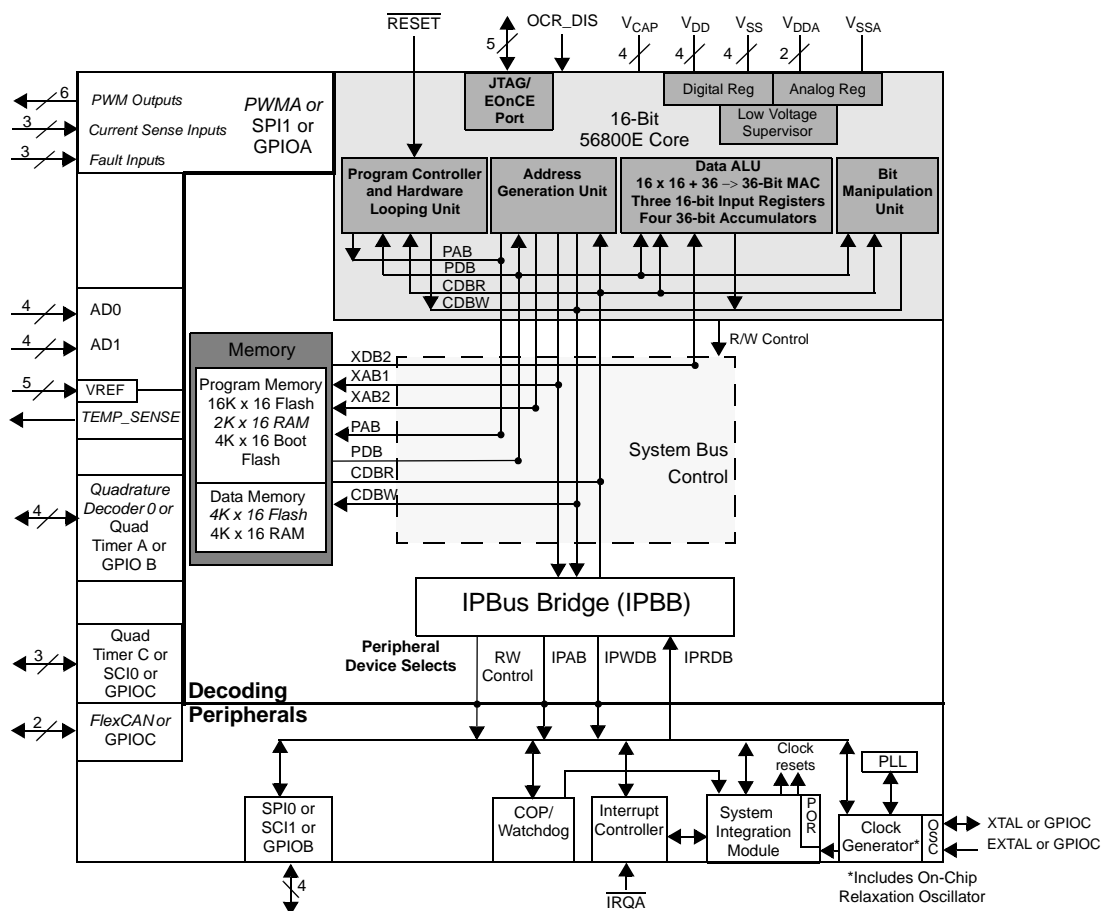 RESET
OCR_DIS
VCAP
VDD
VSS
VDDA
VSSA
5
4
4
4
2
6
PWM Outputs
3
Current Sense Inputs
3
Fault Inputs
PWMA or
SPI1 or
GPIOA
JTAG/
EOnCE
Port
Digital Reg
Analog Reg
Low Voltage
Supervisor
16-Bit
56800E Core
Program Controller
and Hardware
Looping Unit
Address
Generation Unit
Data ALU
16 x 16 + 36 –> 36-Bit MAC
Three 16-bit Input Registers
Four 36-bit Accumulators
Bit
Manipulation
Unit
PAB
PDB
CDBR
CDBW
4
AD0
4
AD1
5
VREF
TEMP_SENSE
R/W Control
Memory
Program Memory
16K x 16 Flash
2K x 16 RAM
4K x 16 Boot
Flash
Data Memory
4K x 16 Flash
4K x 16 RAM
XDB2
XAB1
XAB2
PAB
PDB
CDBR
CDBW
System Bus
Control
4
Quadrature
Decoder 0 or
Quad
Timer A or
GPIO B
IPBus Bridge (IPBB)
3
Quad
Timer C or
SCI0 or
GPIOC
Peripheral
Device Selects
RW
Control
IPAB
IPWDB
IPRDB
Decoding
Peripherals
2
FlexCAN or
GPIOC
Clock
resets
PLL
SPI0 or
SCI1 or
GPIOB
COP/
Watchdog
Interrupt
Controller
System
Integration
Module
POR
Clock
Generator*
OSC
XTAL or GPIOC
EXTAL or GPIOC
4
IRQA
*Includes On-Chip
Relaxation Oscillator